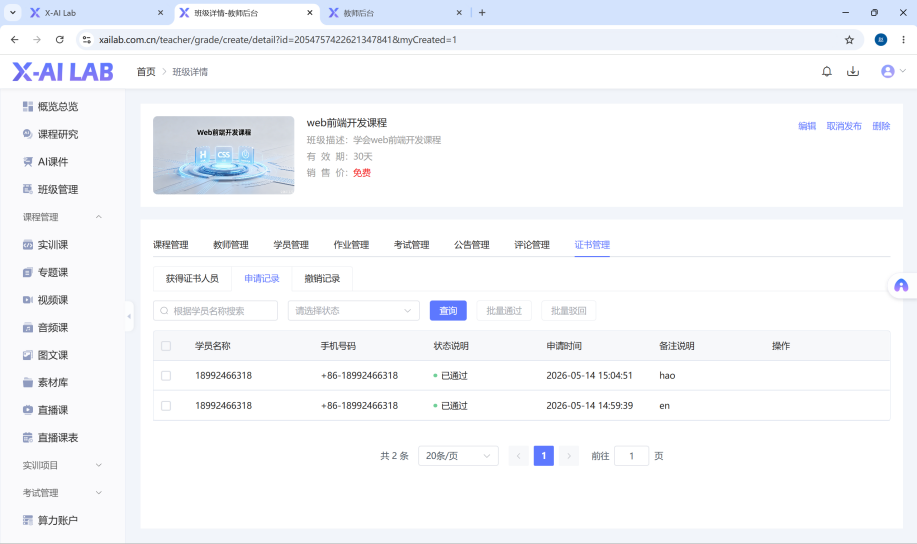 X-AI Lab
班级详情-教师后台
教师后台
xailab.com.cn/teacher/grade/create/detail?id=2054757422621347841&myCreated=1
X-AI LAB
首页 > 班级详情
概览总览
课程研究
AI课件
班级管理
课程管理
实训课
专题课
视频课
音频课
图文课
素材库
直播课
直播课表
实训项目
考试管理
算力账户
Web前端开发课程
CSS
web前端开发课程
班级描述：学会web前端开发课程
有 效 期：30天
销 售 价：免费
编辑 取消发布 删除
课程管理 教师管理 学员管理 作业管理 考试管理 公告管理 评论管理 证书管理
获得证书人员 申请记录 撤销记录
根据学员名称搜索 请选择状态 查询 批量通过 批量驳回
学员名称 手机号码 状态说明 申请时间 备注说明 操作
18992466318 +86-18992466318 已通过 2026-05-14 15:04:51 hao
18992466318 +86-18992466318 已通过 2026-05-14 14:59:39 en
共 2 条 20条/页 1 前往 1 页